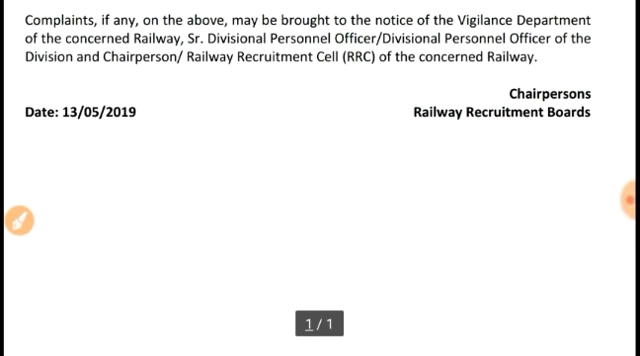 Complaints, if any, on the above, may be brought to the notice of the Vigilance Department
of the concerned Railway, Sr. Divisional Personnel Officer/Divisional Personnel Officer of the
Division and Chairperson/ Railway Recruitment Cell (RRC) of the concerned Railway.
Chairpersons
Date: 13/05/2019 Railway Recruitment Boards
1/1